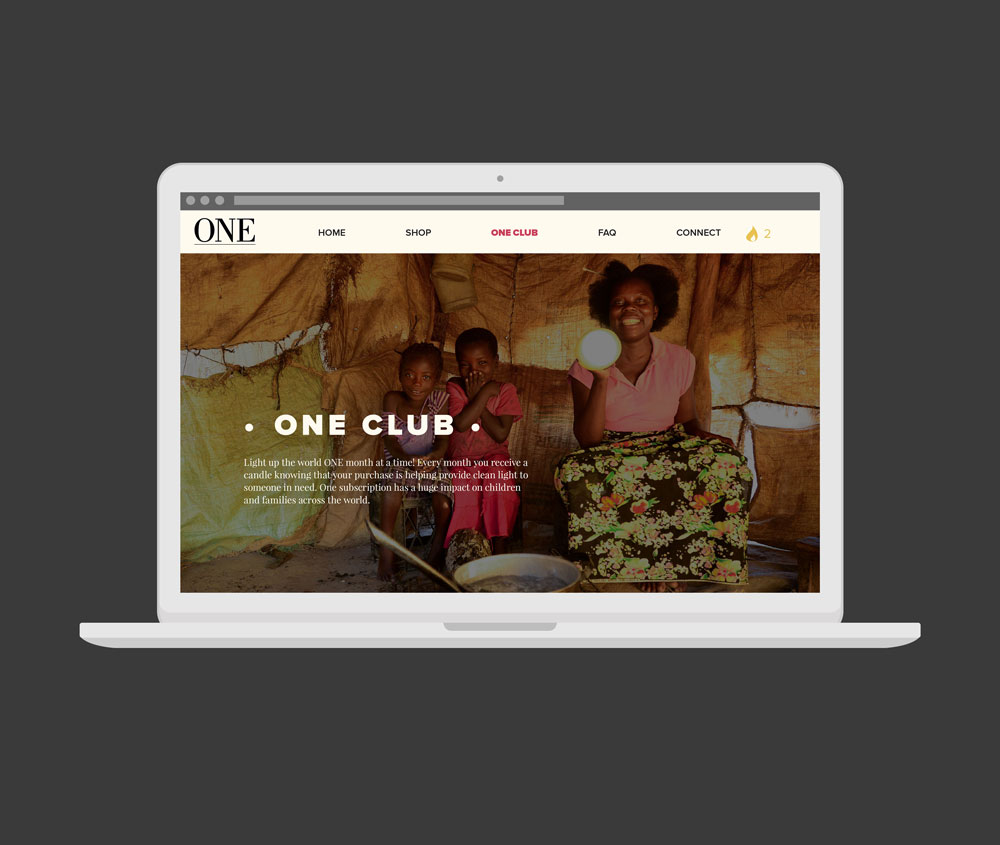 ONE
HOME SHOP ONE CLUB FAQ CONNECT 2
• ONE CLUB •
Light up the world ONE month at a time! Every month you receive a
candle knowing that your purchase is helping provide clean light to
someone in need. One subscription has a huge impact on children
and families across the world.